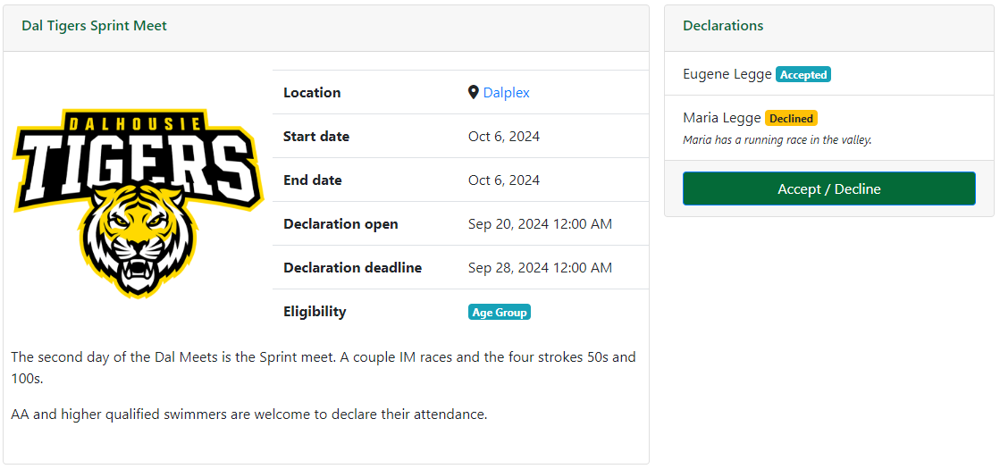 Dal Tigers Sprint Meet
DALHOUSIE
TIGERS
Location Dalplex
Start date Oct 6, 2024
End date Oct 6, 2024
Declaration open Sep 20, 2024 12:00 AM
Declaration deadline Sep 28, 2024 12:00 AM
Eligibility Age Group
The second day of the Dal Meets is the Sprint meet. A couple IM races and the four strokes 50s and
100s.
AA and higher qualified swimmers are welcome to declare their attendance.
Declarations
Eugene Legge Accepted
Maria Legge Declined
Maria has a running race in the valley.
Accept / Decline